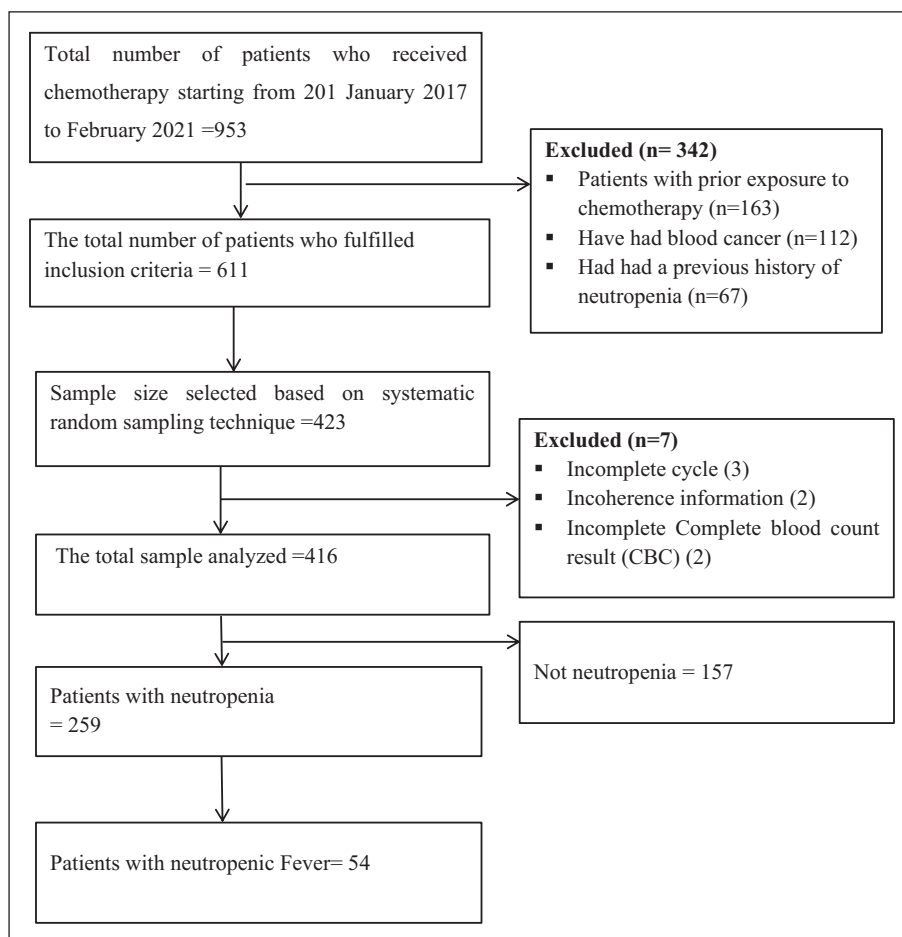 Total number of patients who received
chemotherapy starting from 201 January 2017
to February 2021 =953
Excluded (n= 342)
▪ Patients with prior exposure to
chemotherapy (n=163)
▪ Have had blood cancer (n=112)
▪ Had had a previous history of
neutropenia (n=67)
The total number of patients who fulfilled
inclusion criteria = 611
Sample size selected based on systematic
random sampling technique =423
Excluded (n=7)
▪ Incomplete cycle (3)
▪ Incoherence information (2)
▪ Incomplete Complete blood count
result (CBC) (2)
The total sample analyzed =416
Not neutropenia = 157
Patients with neutropenia
= 259
Patients with neutropenic Fever= 54